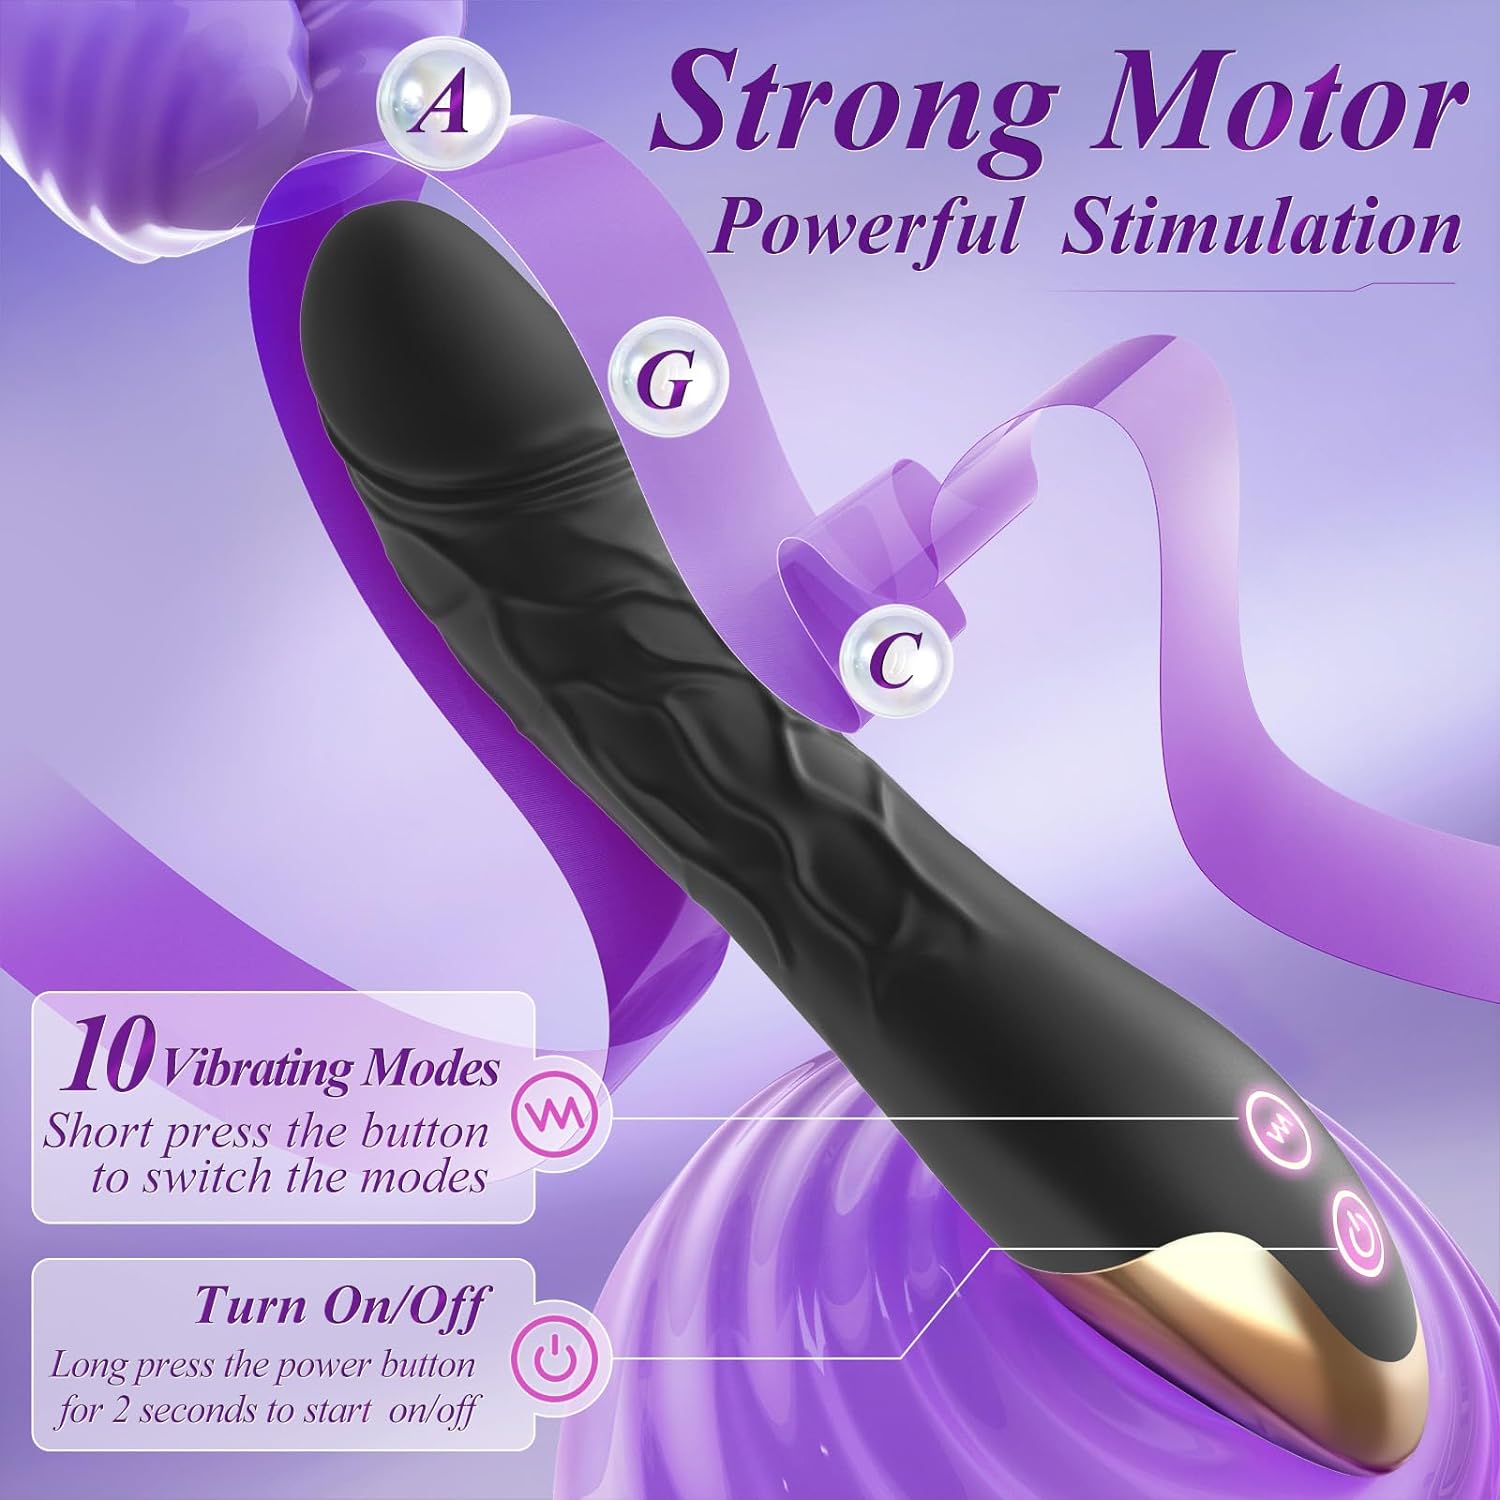 Strong Motor
Powerful Stimulation
A
G
C
10 Vibrating Modes
Short press the button
to switch the modes
Turn On/Off
Long press the power button
for 2 seconds to start on/off